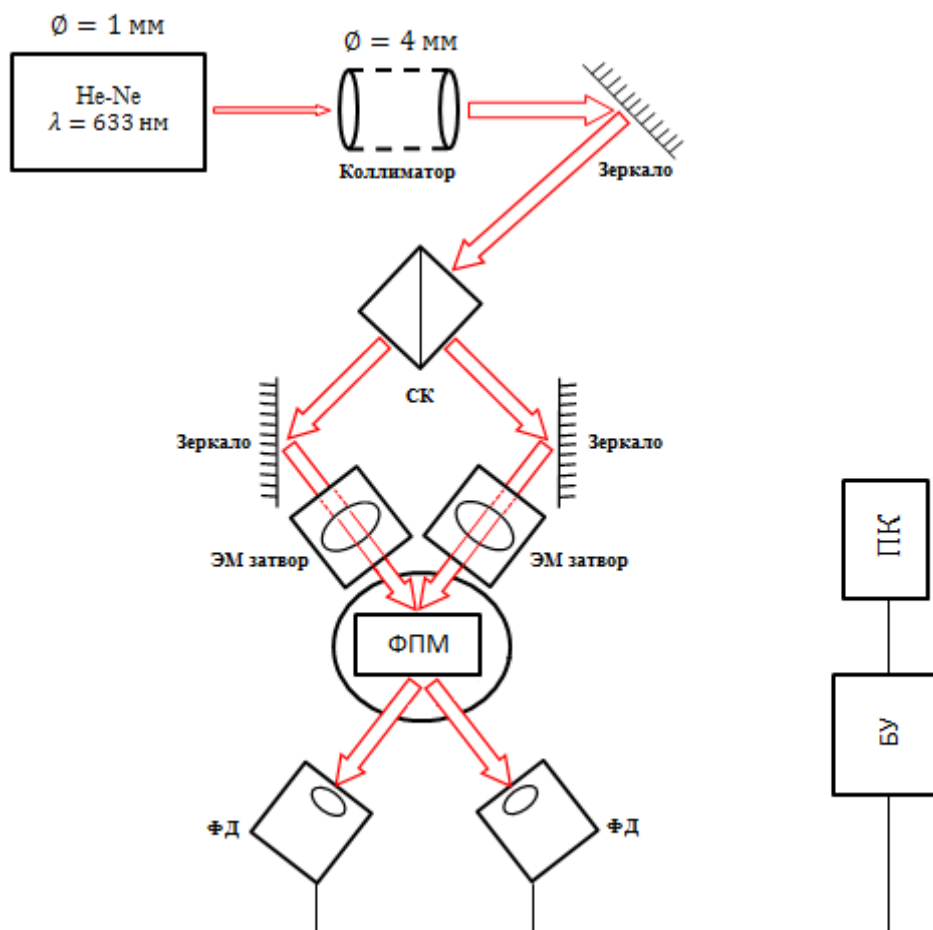 ∅ = 1 мм
∅ = 4 мм
He-Ne
λ = 633 нм
Коллиматор
Зеркало
СК
Зеркало
Зеркало
ЭМ затвор
ЭМ затвор
ФПМ
ПК
БУ
ФД
ФД